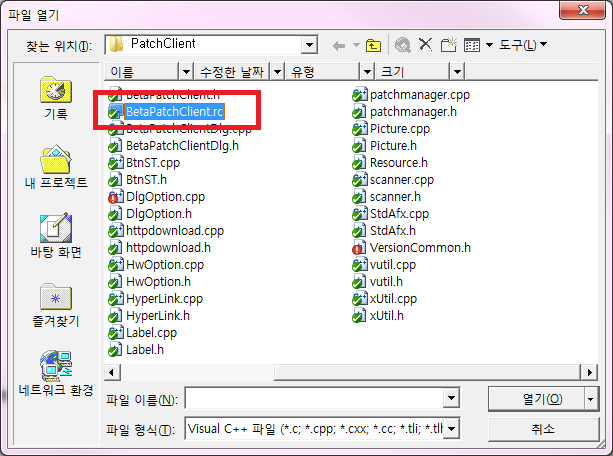 파일 열기
찾는 위치(I):
PatchClient
도구(L)
이름
수정한 날짜
유형
크기
기록
내 프로젝트
바탕 화면
즐겨찾기
네트워크 환경
BetaPatchClient.h
BetaPatchClient.rc
BetaPatchClientDlg.cpp
BetaPatchClientDlg.h
BtnST.cpp
BtnST.h
DlgOption.cpp
DlgOption.h
httpdownload.cpp
httpdownload.h
HwOption.cpp
HwOption.h
HyperLink.cpp
HyperLink.h
Label.cpp
Label.h
patchmanager.cpp
patchmanager.h
Picture.cpp
Picture.h
Resource.h
scanner.cpp
scanner.h
StdAfx.cpp
StdAfx.h
VersionCommon.h
vutil.cpp
vutil.h
xUtil.cpp
xUtil.h
파일 이름(N):
열기(O)
파일 형식(T):
Visual C++ 파일 (*.c; *.cpp; *.cxx; *.cc; *.tli; *.tlh
취소